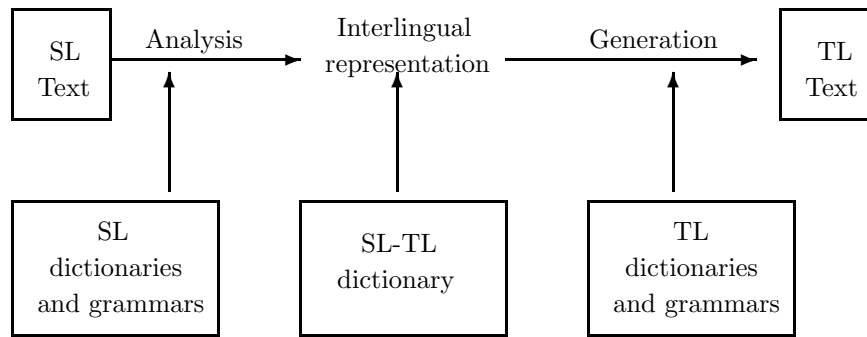 SL
Text
Analysis
Interlingual
representation
Generation
TL
Text
SL
dictionaries
and grammars
SL-TL
dictionary
TL
dictionaries
and grammars